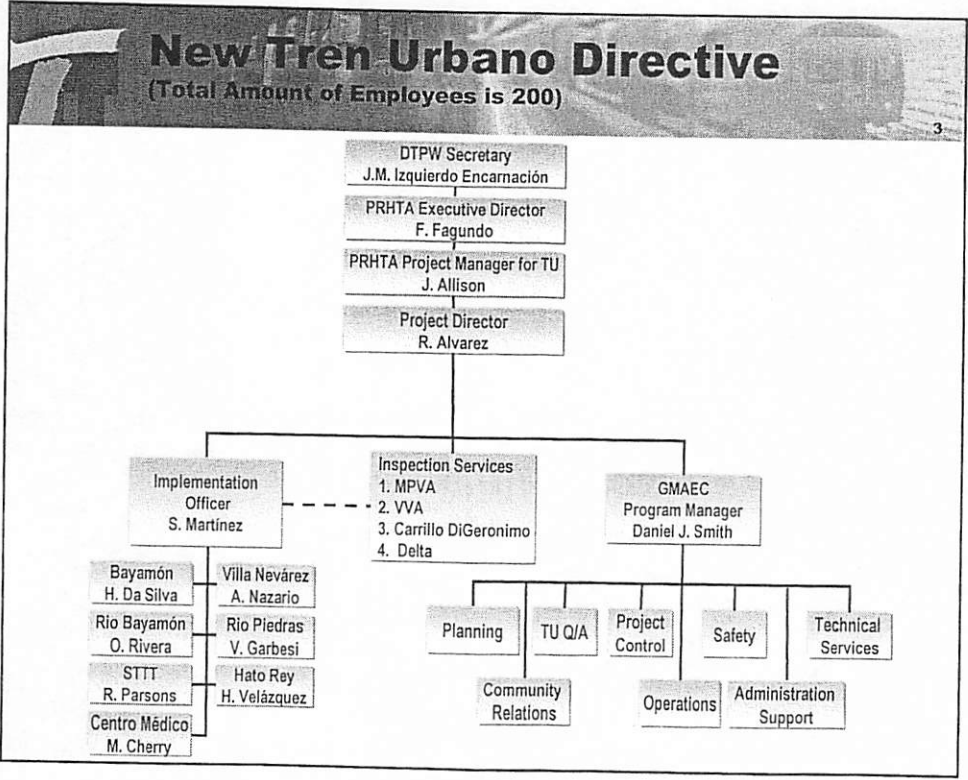 New Tren Urbano Directive
(Total Amount of Employees is 200)
3
DTPW Secretary
J.M. Izquierdo Encarnación
PRHTA Executive Director
F. Fagundo
PRHTA Project Manager for TU
J. Allison
Project Director
R. Alvarez
Implementation
Officer
S. Martínez
Inspection Services
1. MPVA
2. VVA
3. Carrillo DiGeronimo
4. Delta
GMAEC
Program Manager
Daniel J. Smith
Bayamón
H. Da Silva
Villa Nevárez
A. Nazario
Rio Bayamón
O. Rivera
Rio Piedras
V. Garbesi
STTT
R. Parsons
Hato Rey
H. Velázquez
Centro Médico
M. Cherry
Planning
TU Q/A
Project
Control
Safety
Technical
Services
Community
Relations
Operations
Administration
Support